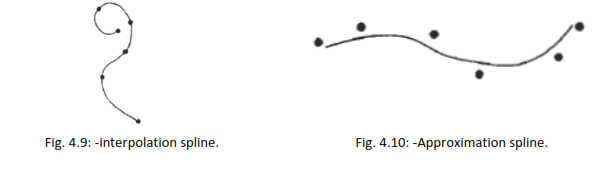 Fig. 4.9: -interpolation spline.
Fig. 4.10: -Approximation spline.